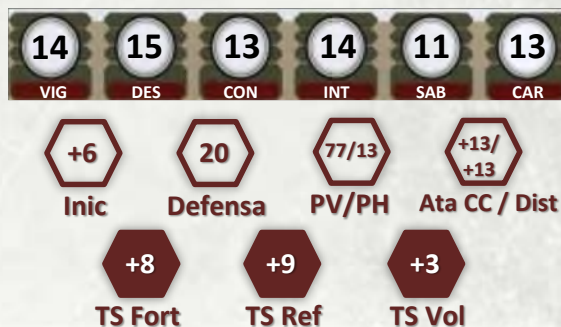 14 15 13 14 11 13
VIG DES CON INT SAB CAR
+6 20 77/13 +13/
+13
Inic Defensa PV/PH Ata CC / Dist
+8 +9 +3
TS Fort TS Ref TS Vol